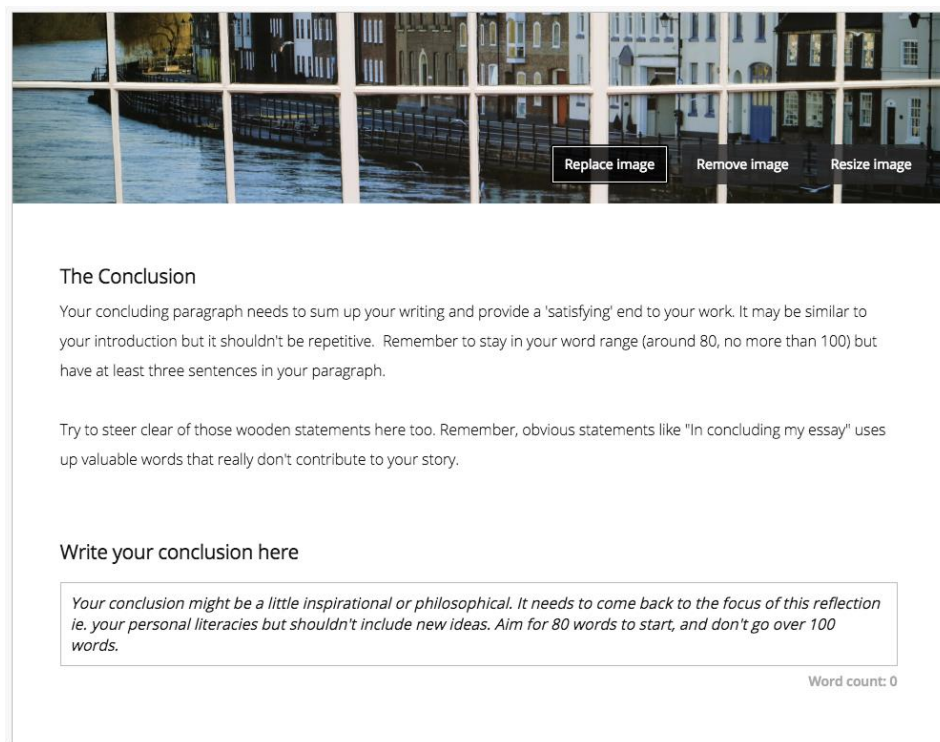 Replace image Remove image Resize image
The Conclusion
Your concluding paragraph needs to sum up your writing and provide a 'satisfying' end to your work. It may be similar to
your introduction but it shouldn't be repetitive.  Remember to stay in your word range (around 80, no more than 100) but
have at least three sentences in your paragraph.
Try to steer clear of those wooden statements here too. Remember, obvious statements like "In concluding my essay" uses
up valuable words that really don't contribute to your story.
Write your conclusion here
Your conclusion might be a little inspirational or philosophical. It needs to come back to the focus of this reflection
ie. your personal literacies but shouldn't include new ideas. Aim for 80 words to start, and don't go over 100
words.
Word count: 0